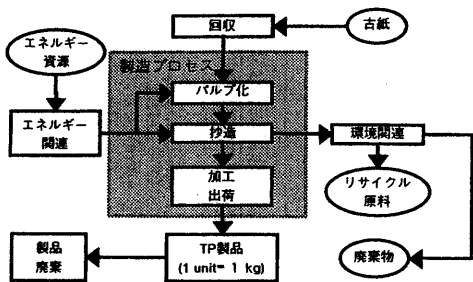 回収
古紙
エネルギー
資源
製造プロセス
パルプ化
エネルギー
関連
抄造
環境関連
加工
出荷
リサイクル
原料
製品
廃棄
TP製品
(1 unit= 1 kg)
廃棄物